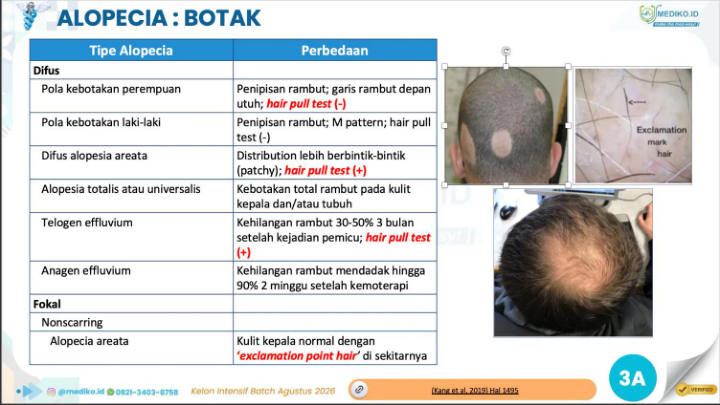 ALOPECIA : BOTAK
MEDIKO.ID
Tipe Alopecia Perbedaan
Difus
Pola kebotakan perempuan Penipisan rambut; garis rambut depan
utuh; hair pull test (-)
Pola kebotakan laki-laki Penipisan rambut; M pattern; hair pull
test (-)
Difus alopesia areata Distribution lebih berbintik-bintik
(patchy); hair pull test (+)
Alopesia totalis atau universalis Kebotakan total rambut pada kulit
kepala dan/atau tubuh
Telogen effluvium Kehilangan rambut 30-50% 3 bulan
setelah kejadian pemicu; hair pull test
(+)
Anagen effluvium Kehilangan rambut mendadak hingga
90% 2 minggu setelah kemoterapi
Fokal
Nonscarring
Alopecia areata Kulit kepala normal dengan
'exclamation point hair' di sekitarnya
Exclamation
mark
hair
3A
@mediko.id 0821-3403-8758 Kelon Intensif Batch Agustus 2026 (Kang et al, 2019) Hal 1495 VERIFIED